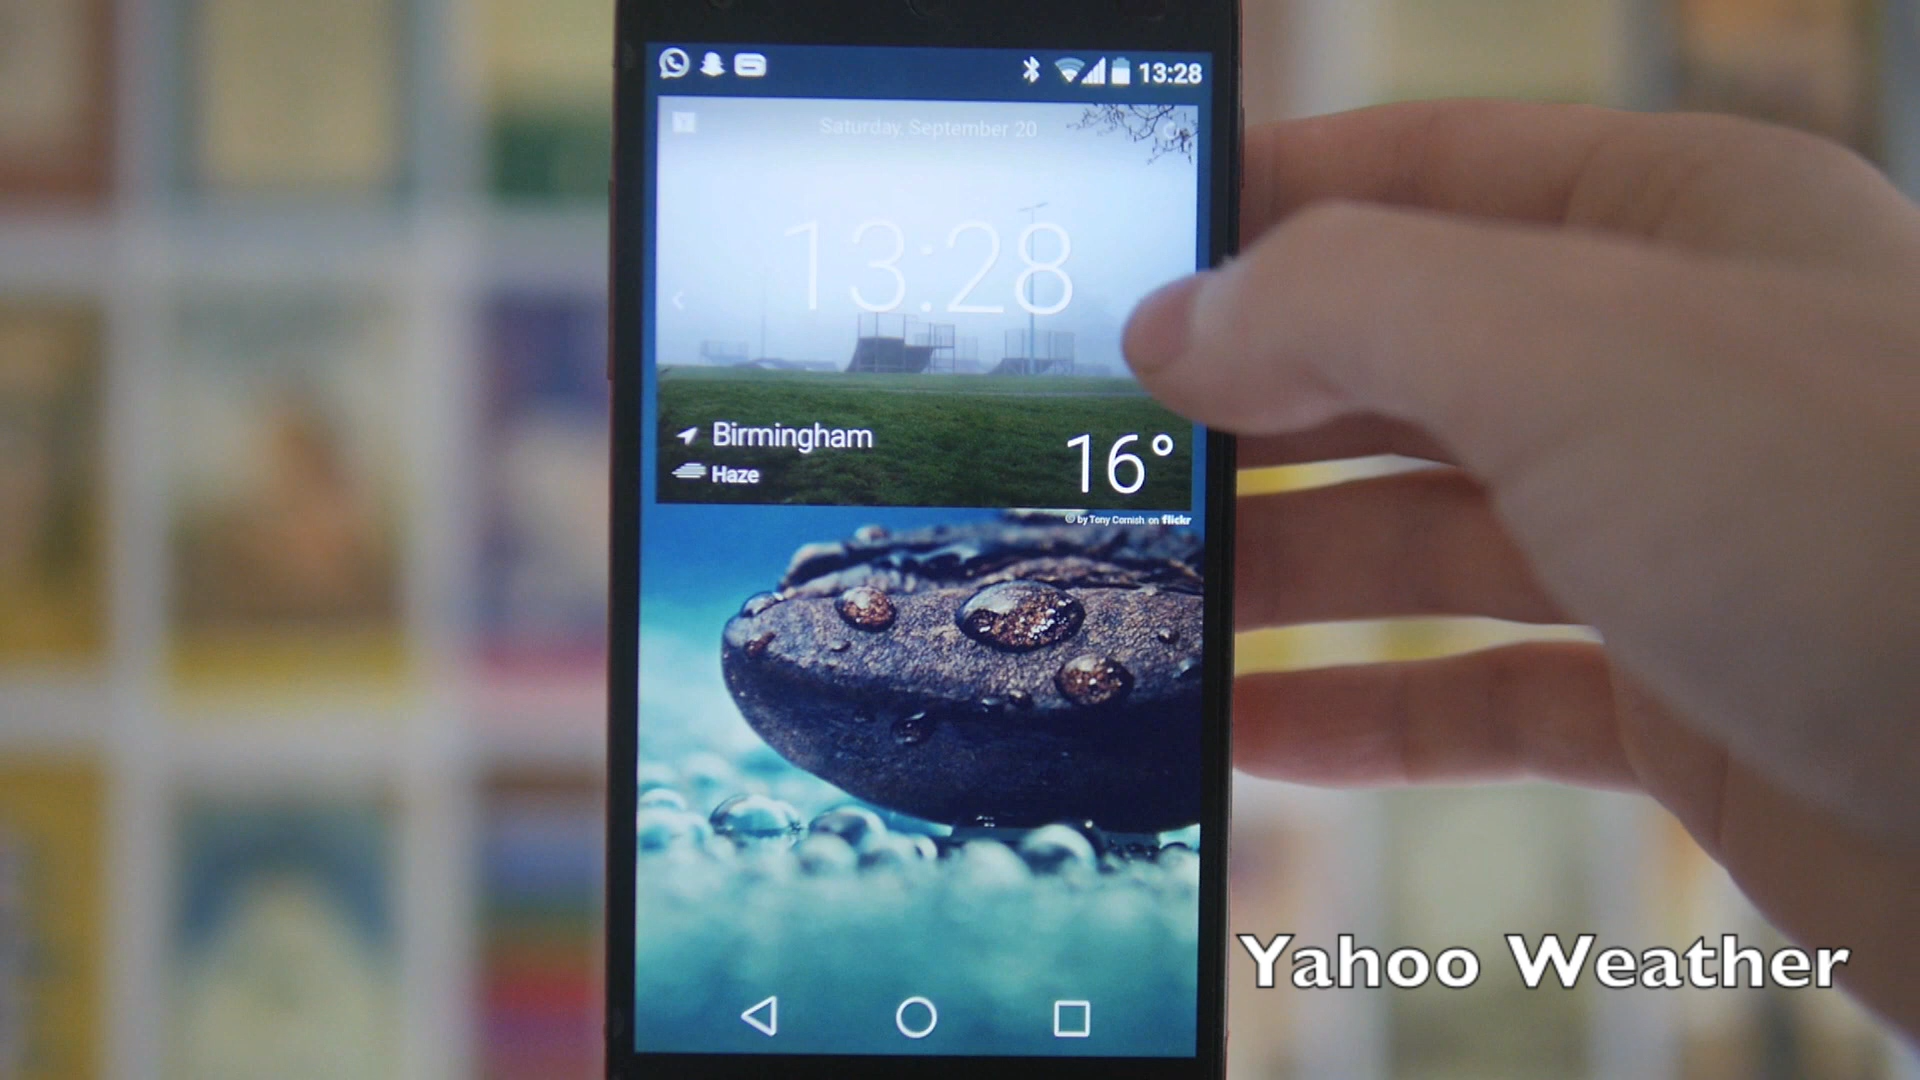 13:28
Saturday, September 20
13:28
Birmingham
Haze
16°
© by Tony Cornish on flickr
Yahoo Weather